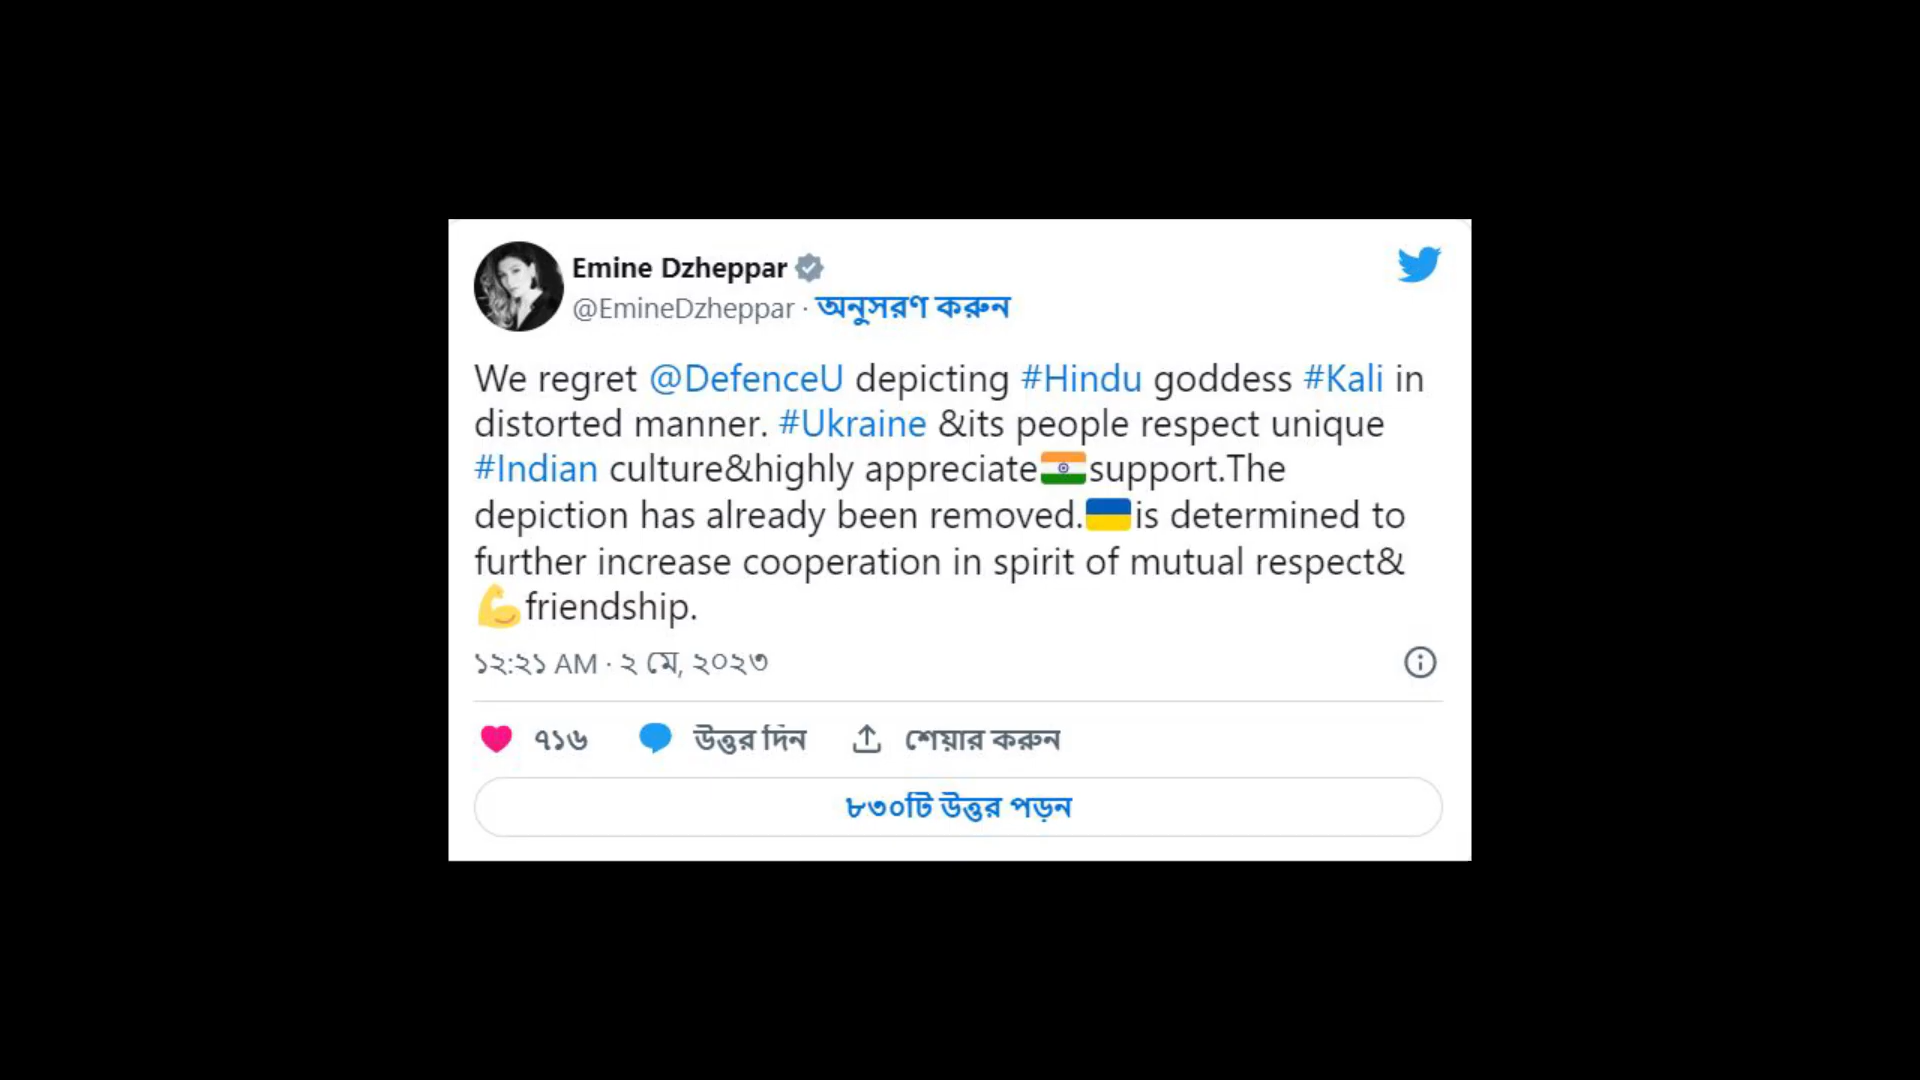 Emine Dzheppar
@EmineDzheppar · অনুসরণ করুন
We regret @DefenceU depicting #Hindu goddess #Kali in
distorted manner. #Ukraine &its people respect unique
#Indian culture&highly appreciate🇮🇳support.The
depiction has already been removed.🇺🇦is determined to
further increase cooperation in spirit of mutual respect&
💪friendship.
১২:২১ AM · ২ মে, ২০২৩
৭১৬ উত্তর দিন শেয়ার করুন
৮৩০টি উত্তর পড়ন